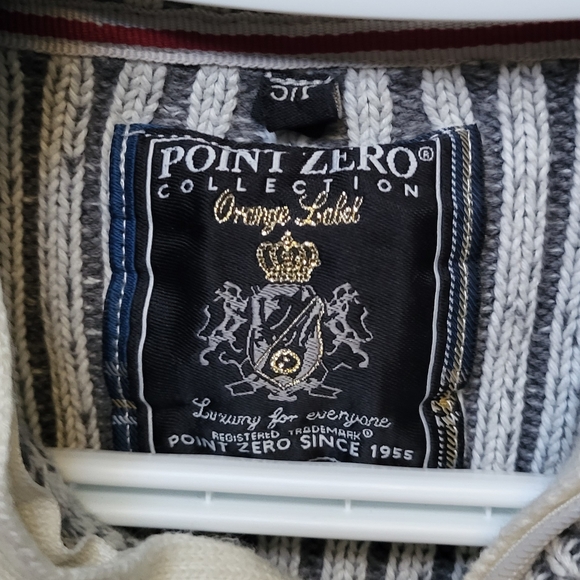 POINT ZERO®
COLLECTION
Orange Label
Luxury for everyone
REGISTERED TRADEMARK®
POINT ZERO SINCE 1955